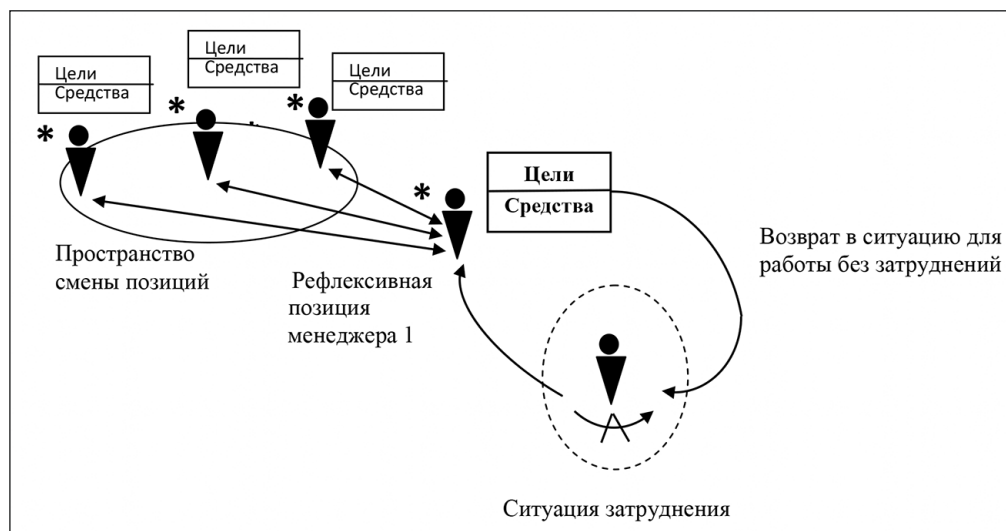 Цели
Средства
Цели
Средства
Цели
Средства
*
*
*
*
Цели
Средства
Пространство
смены позиций
Рефлексивная
позиция
менеджера 1
Возврат в ситуацию для
работы без затруднений
Ситуация затруднения